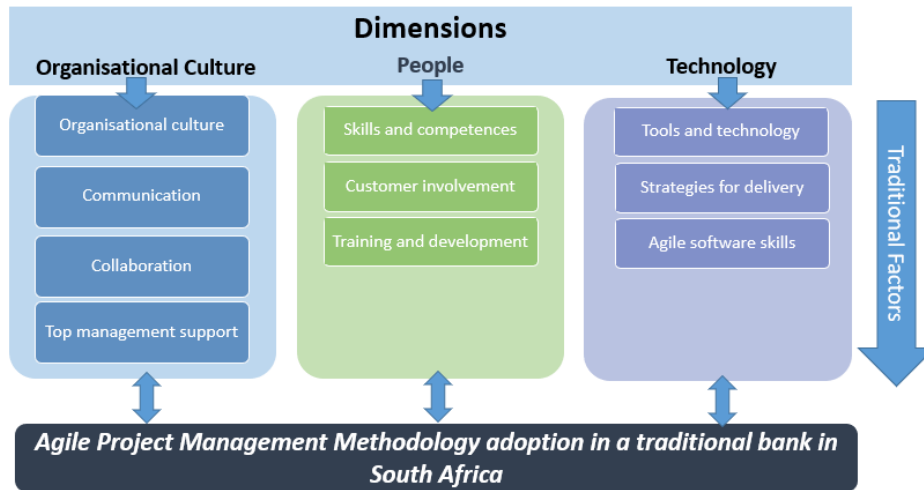 Dimensions
Organisational Culture
People
Technology
Organisational culture
Communication
Collaboration
Top management support
Skills and competences
Customer involvement
Training and development
Tools and technology
Strategies for delivery
Agile software skills
Traditional Factors
Agile Project Management Methodology adoption in a traditional bank in
South Africa